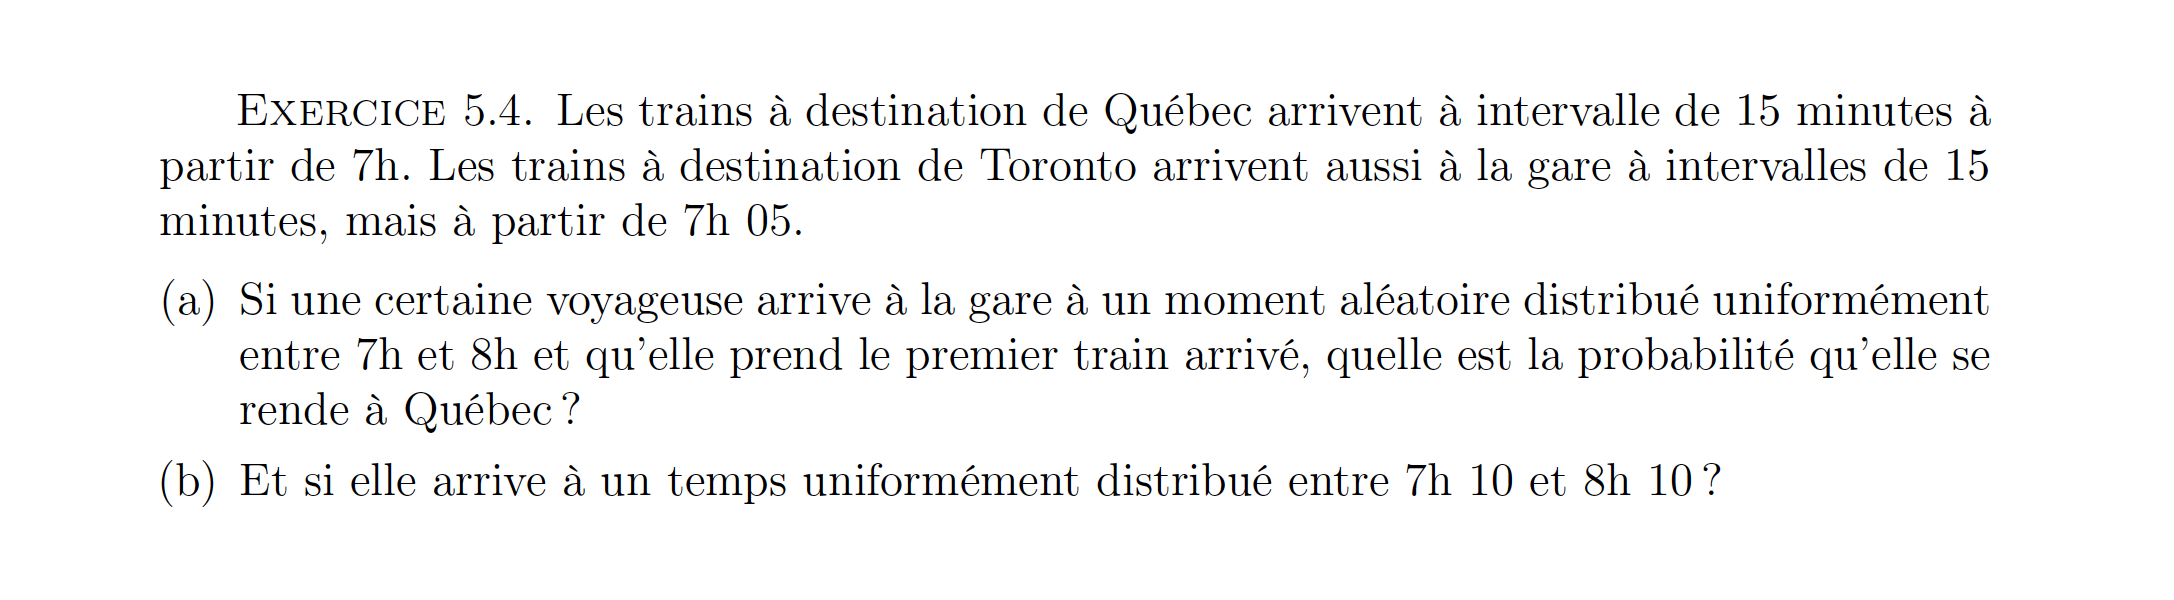 EXERCICE 5.4. Les trains à destination de Québec arrivent à intervalle de 15 minutes à
partir de 7h. Les trains à destination de Toronto arrivent aussi à la gare à intervalles de 15
minutes, mais à partir de 7h 05.
(a) Si une certaine voyageuse arrive à la gare à un moment aléatoire distribué uniformément
entre 7h et 8h et qu'elle prend le premier train arrivé, quelle est la probabilité qu'elle se
rende à Québec ?
(b) Et si elle arrive à un temps uniformément distribué entre 7h 10 et 8h 10 ?